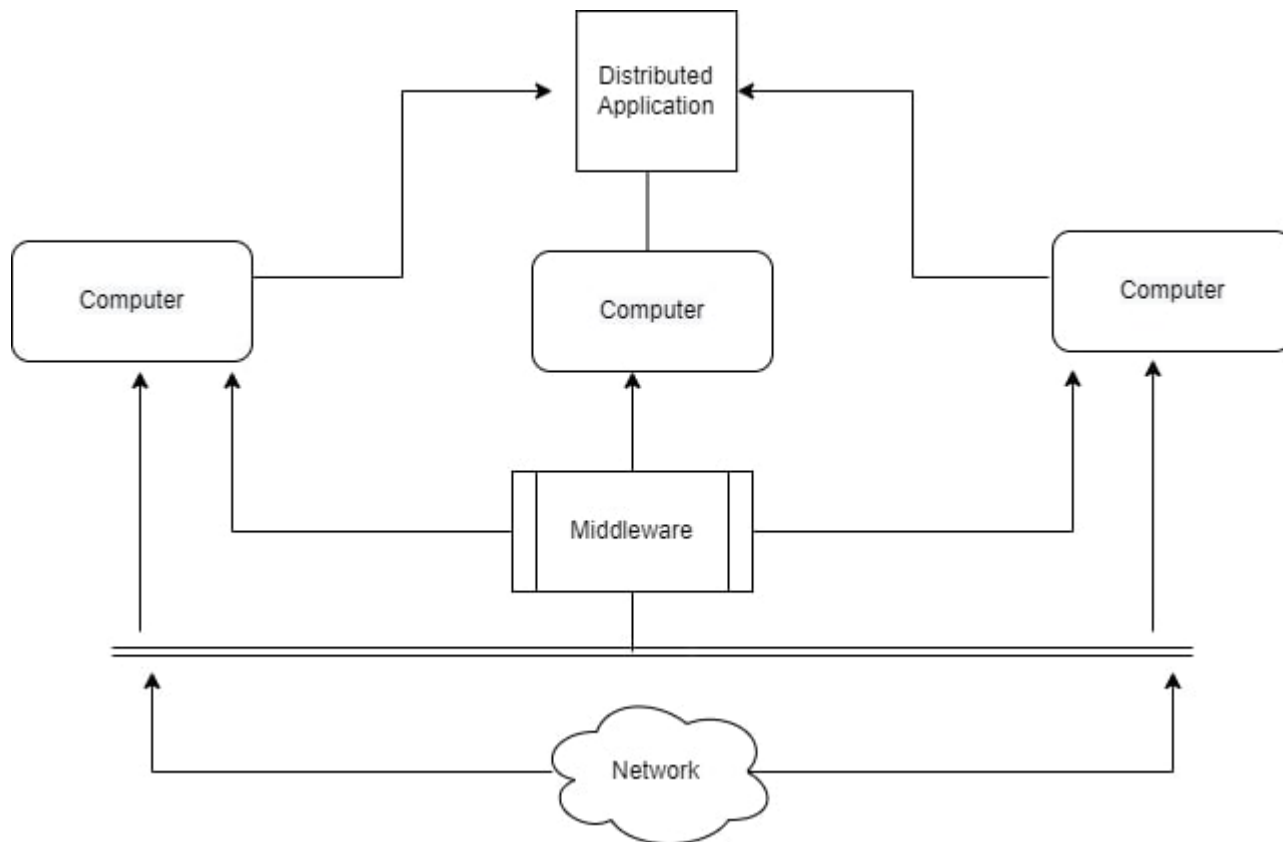 Distributed
Application
Computer
Computer
Computer
Middleware
Network